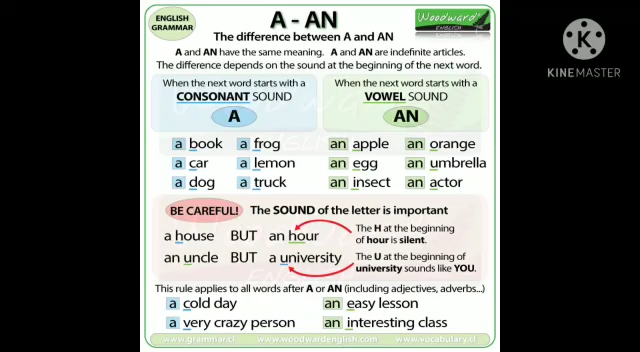 ENGLISH
GRAMMAR
A - AN
Woodward
ENGLISH
The difference between A and AN
A and AN have the same meaning. A and AN are indefinite articles.
The difference depends on the sound at the beginning of the next word.
K
KINEMASTER
When the next word starts with a
CONSONANT SOUND
A
When the next word starts with a
VOWEL SOUND
AN
a book a frog
a car a lemon
a dog a truck
an apple an orange
an egg an umbrella
an insect an actor
BE CAREFUL! The SOUND of the letter is important
a house BUT an hour
The H at the beginning
of hour is silent.
an uncle BUT a university
The U at the beginning of
university sounds like YOU.
This rule applies to all words after A or AN (including adjectives, adverbs...)
a cold day an easy lesson
a very crazy person an interesting class
www.grammar.cl www.woodwardenglish.com www.vocabulary.cl